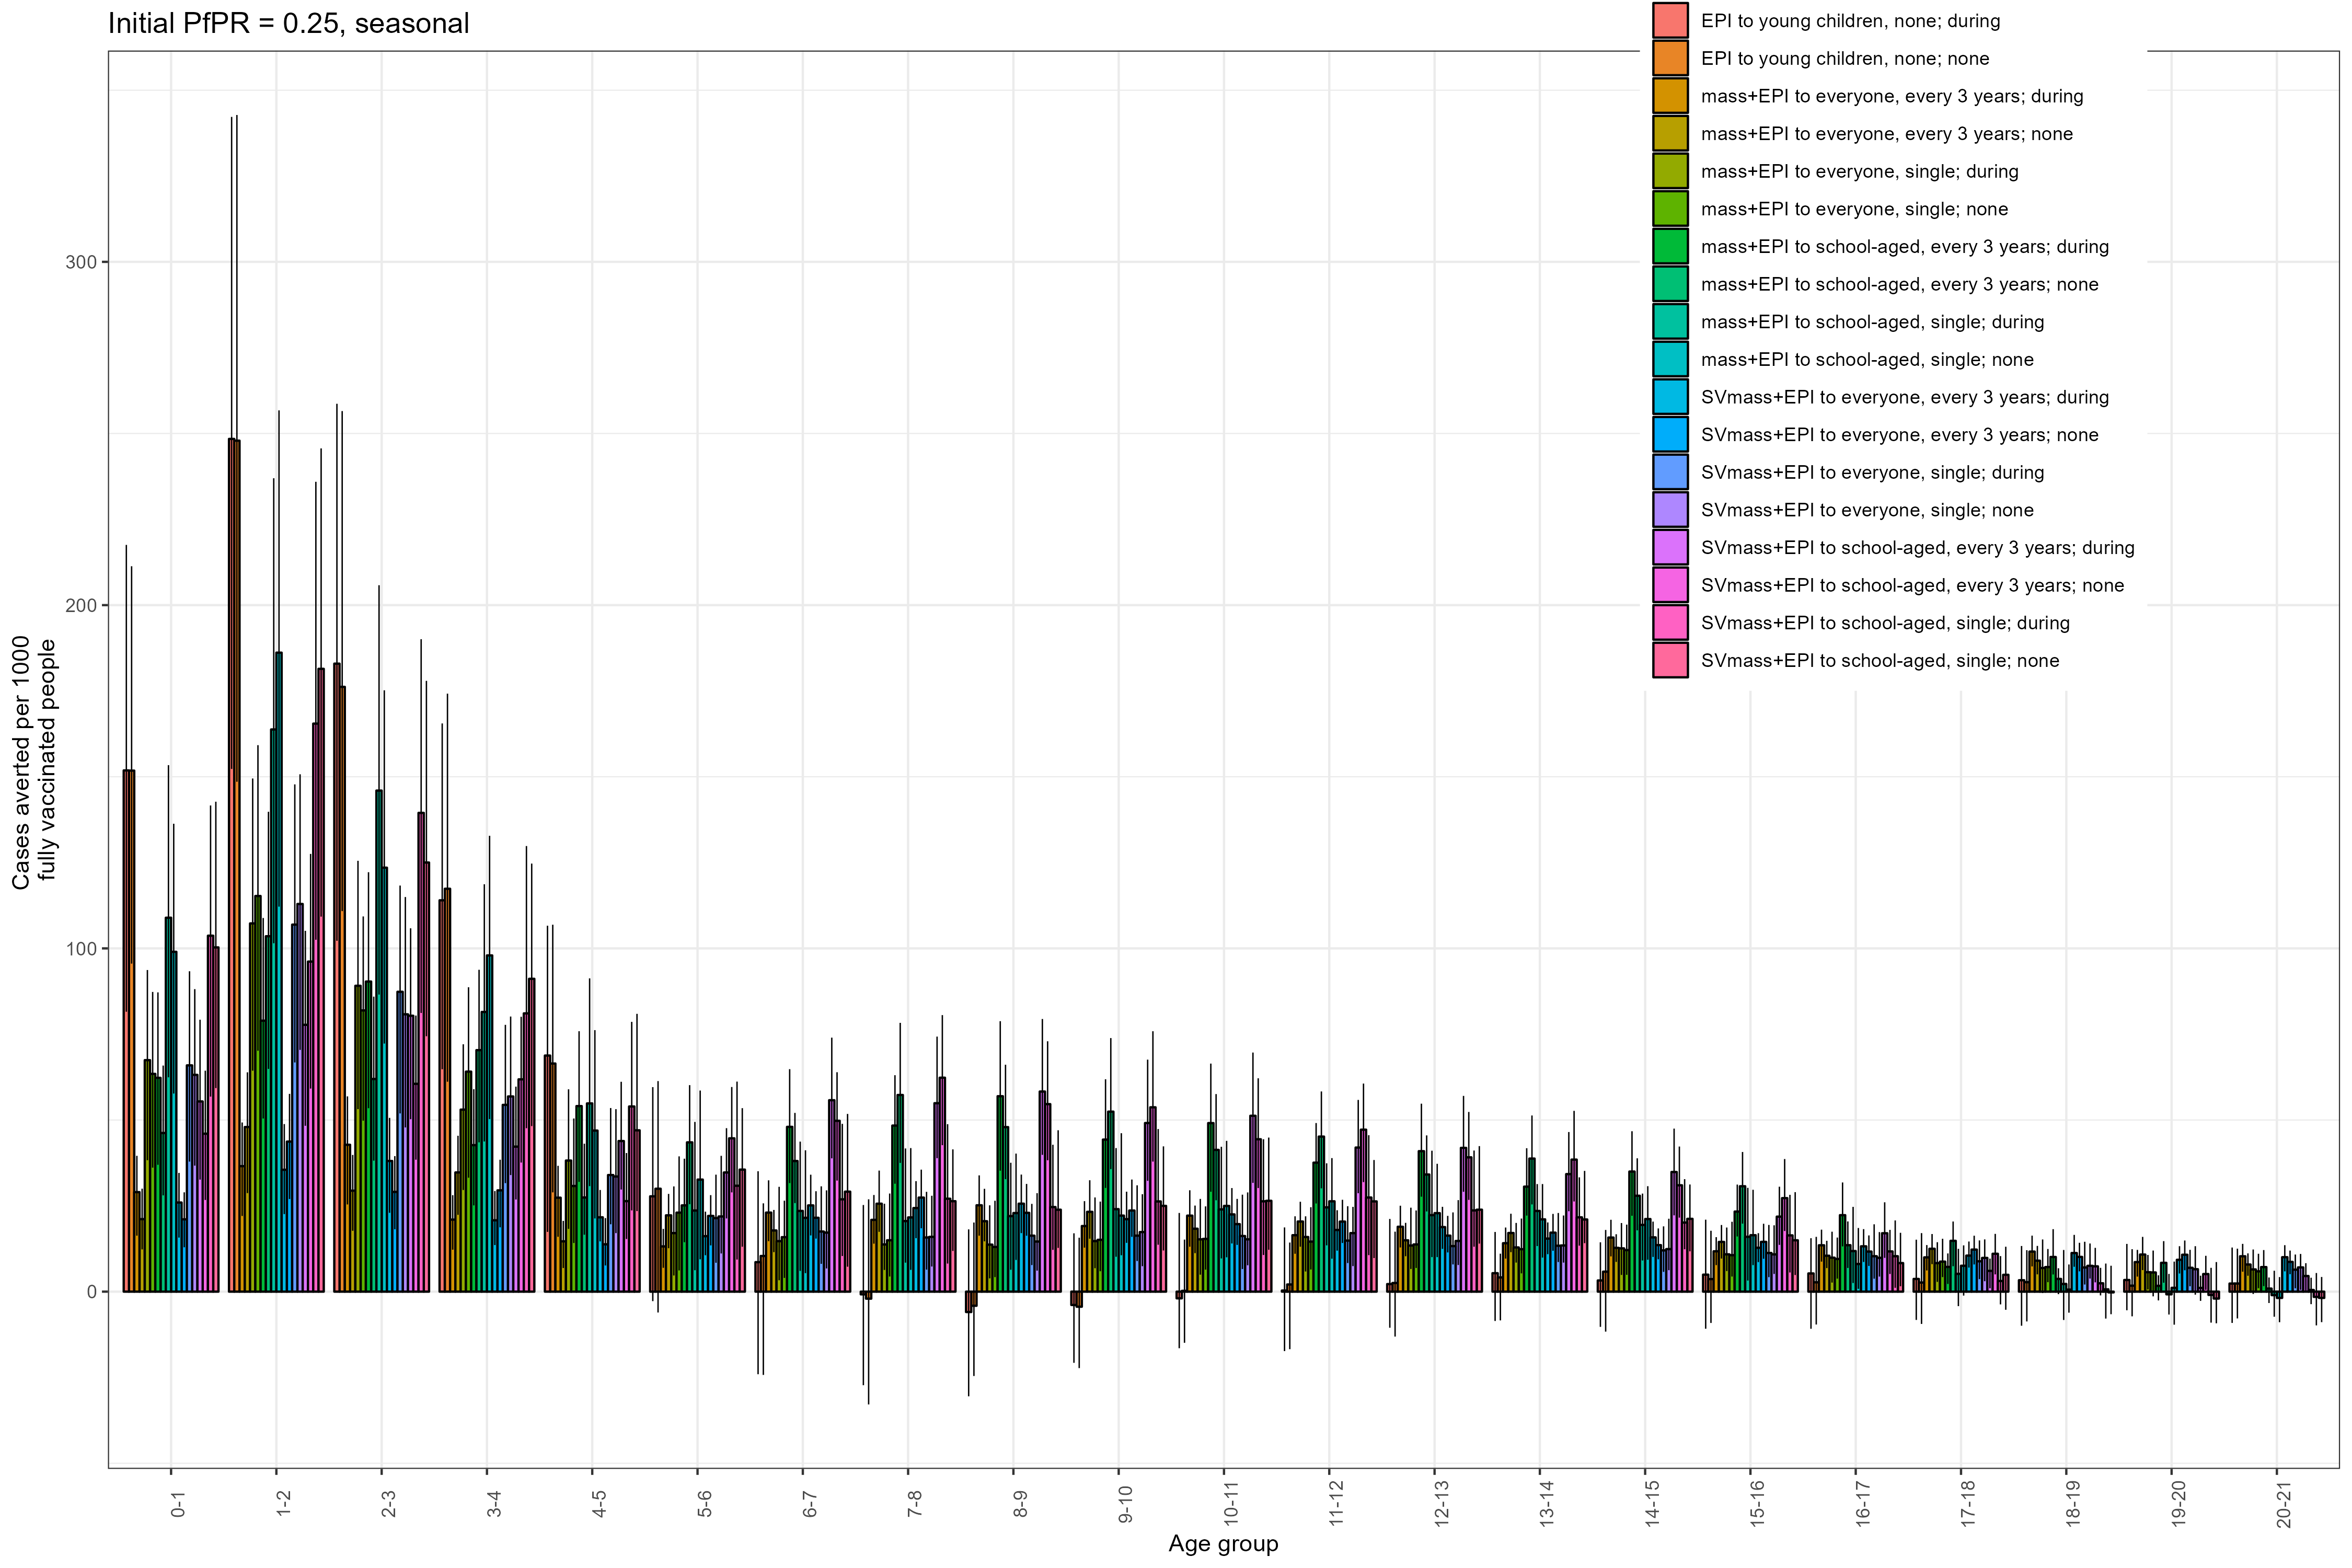 Initial PfPR = 0.25, seasonal
EPI to young children, none; during
EPI to young children, none; none
mass+EPI to everyone, every 3 years; during
mass+EPI to everyone, every 3 years; none
mass+EPI to everyone, single; during
mass+EPI to everyone, single; none
mass+EPI to school-aged, every 3 years; during
mass+EPI to school-aged, every 3 years; none
mass+EPI to school-aged, single; during
mass+EPI to school-aged, single; none
SVmass+EPI to everyone, every 3 years; during
SVmass+EPI to everyone, every 3 years; none
SVmass+EPI to everyone, single; during
SVmass+EPI to everyone, single; none
SVmass+EPI to school-aged, every 3 years; during
SVmass+EPI to school-aged, every 3 years; none
SVmass+EPI to school-aged, single; during
SVmass+EPI to school-aged, single; none
Cases averted per 1000
fully vaccinated people
300
200
100
0
0-1
1-2
2-3
3-4
4-5
5-6
6-7
7-8
8-9
9-10
10-11
11-12
12-13
13-14
14-15
15-16
16-17
17-18
18-19
19-20
20-21
Age group